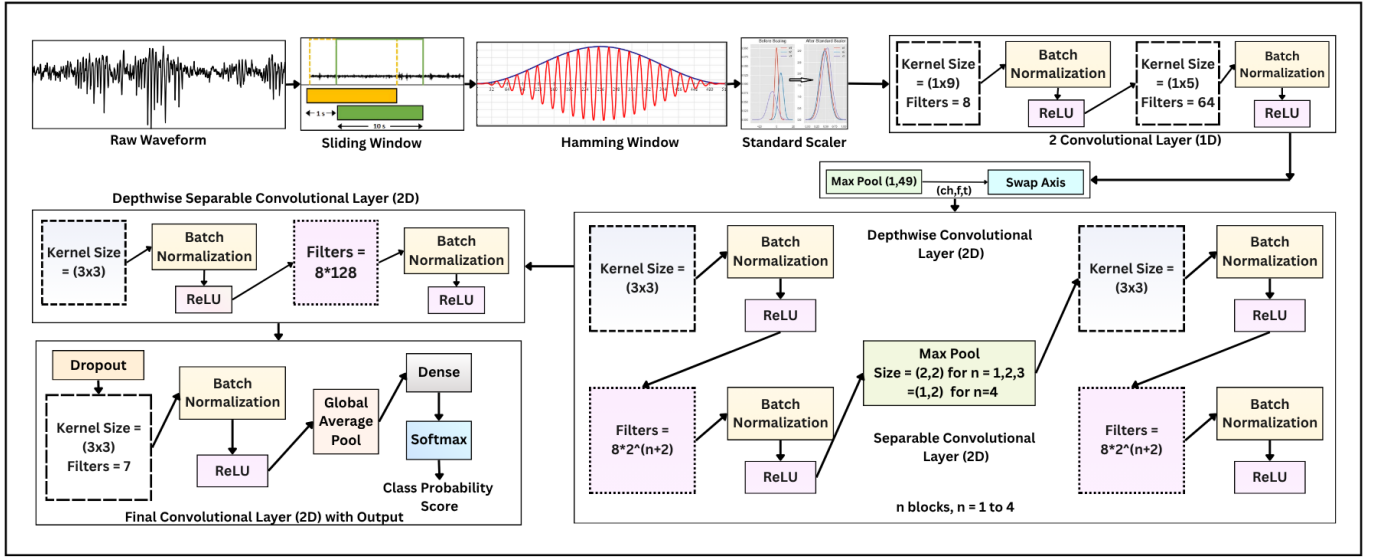 Raw Waveform
1 s
10 s
Sliding Window
Hamming Window
Before Scaling
After Standard Scaler
Standard Scaler
Kernel Size
= (1x9)
Filters = 8
Batch
Normalization
ReLU
Kernel Size
= (1x5)
Filters = 64
Batch
Normalization
ReLU
2 Convolutional Layer (1D)
Max Pool (1,49)
(ch,f,t)
Swap Axis
Depthwise Convolutional
Layer (2D)
Kernel Size =
(3x3)
Batch
Normalization
ReLU
Filters =
8*2^(n+2)
Batch
Normalization
ReLU
Max Pool
Size = (2,2) for n = 1,2,3
=(1,2) for n=4
Separable Convolutional
Layer (2D)
Kernel Size =
(3x3)
Batch
Normalization
ReLU
Filters =
8*2^(n+2)
Batch
Normalization
ReLU
n blocks, n = 1 to 4
Depthwise Separable Convolutional Layer (2D)
Kernel Size
= (3x3)
Batch
Normalization
ReLU
Filters =
8*128
Batch
Normalization
ReLU
Dropout
Kernel Size =
(3x3)
Filters = 7
Batch
Normalization
ReLU
Global
Average
Pool
Dense
Softmax
Class Probability
Score
Final Convolutional Layer (2D) with Output